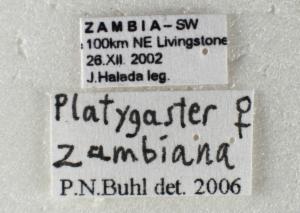 ZAMBIA-SW
100km NE Livingstone
26.XII. 2002
J.Halada leg.
Platygaster ♀
zambiana
P.N.Buhl det. 2006